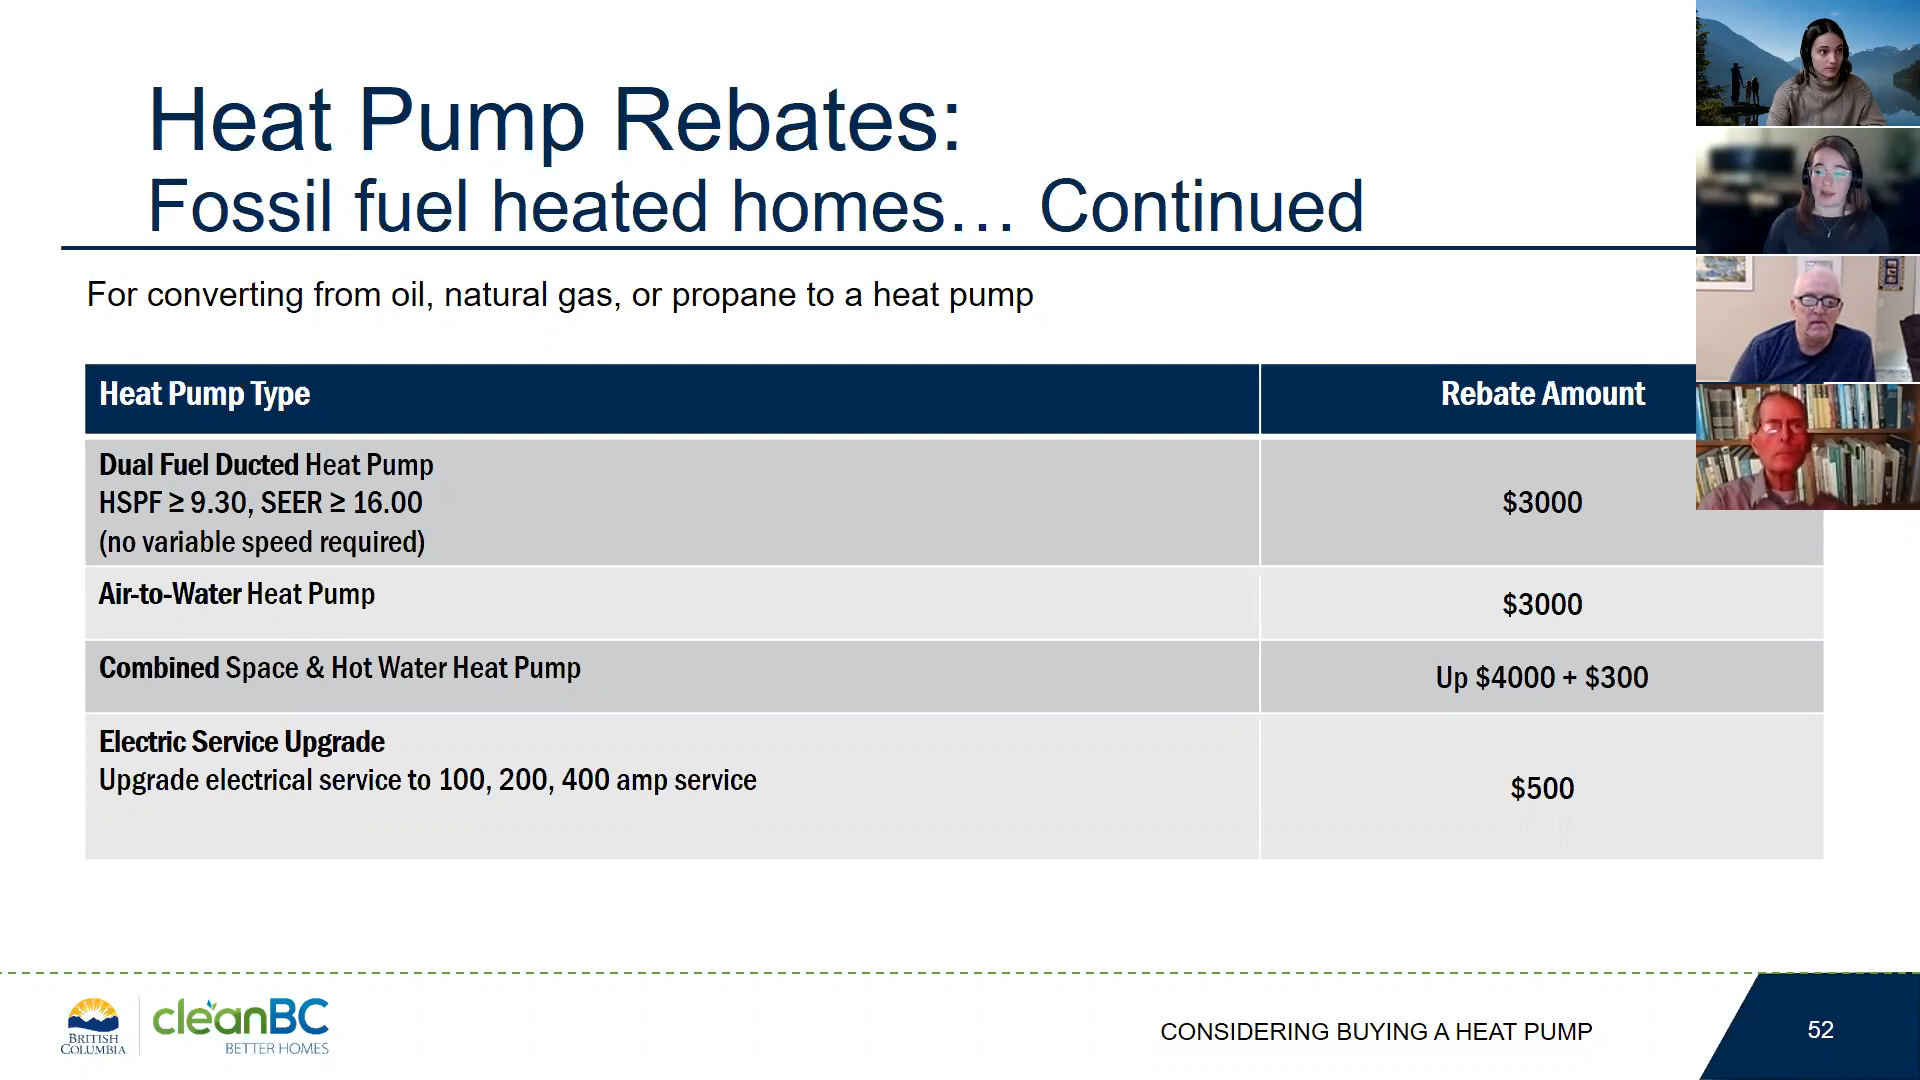 Heat Pump Rebates:
Fossil fuel heated homes… Continued
For converting from oil, natural gas, or propane to a heat pump
Heat Pump Type
Rebate Amount
Dual Fuel Ducted Heat Pump
HSPF ≥ 9.30, SEER ≥ 16.00
(no variable speed required)
$3000
Air-to-Water Heat Pump
$3000
Combined Space & Hot Water Heat Pump
Up $4000 + $300
Electric Service Upgrade
Upgrade electrical service to 100, 200, 400 amp service
$500
BRITISH
COLUMBIA
cleanBC
BETTER HOMES
CONSIDERING BUYING A HEAT PUMP
52